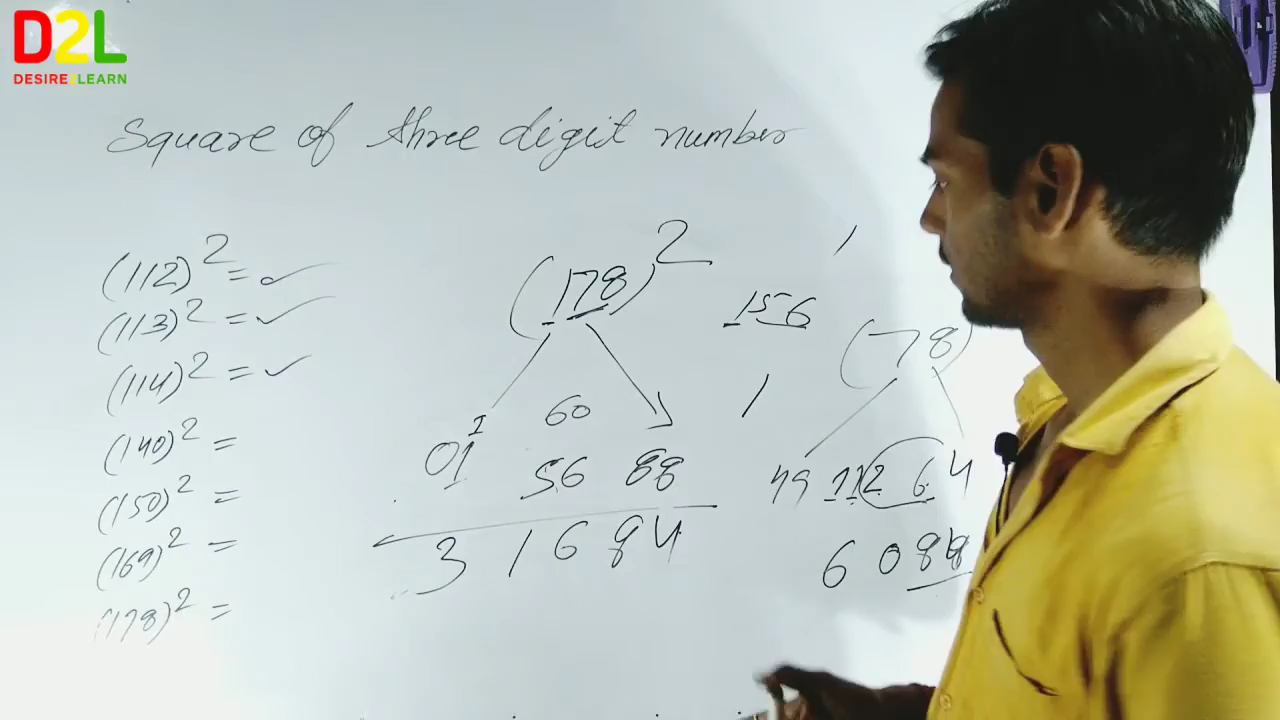 D2L
DESIRE2LEARN
Square of three digit number
(112)² = ✓
(113)² = ✓
(114)² = ✓
(140)² =
(150)² =
(169)² =
(178)² =
(178)²
01 I 60
56 88
3 1 6 8 4
156
(78)
49 112 64
6 0 8 4